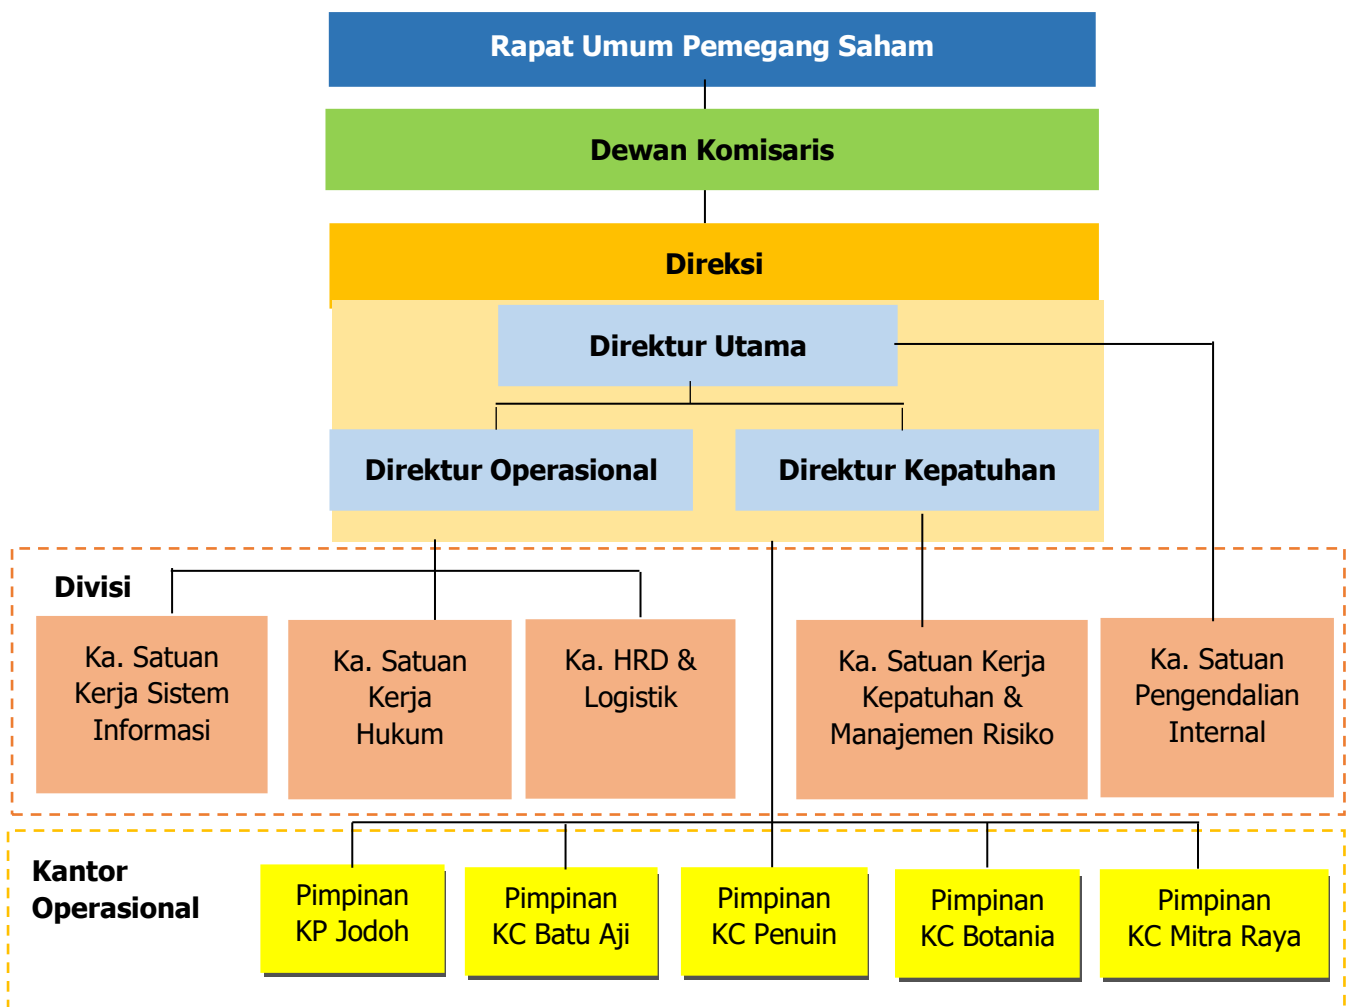 Rapat Umum Pemegang Saham
Dewan Komisaris
Direksi
Direktur Utama
Direktur Operasional
Direktur Kepatuhan
Divisi
Ka. Satuan
Kerja Sistem
Informasi
Ka. Satuan
Kerja
Hukum
Ka. HRD &
Logistik
Ka. Satuan Kerja
Kepatuhan &
Manajemen Risiko
Ka. Satuan
Pengendalian
Internal
Kantor
Operasional
Pimpinan
KP Jodoh
Pimpinan
KC Batu Aji
Pimpinan
KC Penuin
Pimpinan
KC Botania
Pimpinan
KC Mitra Raya